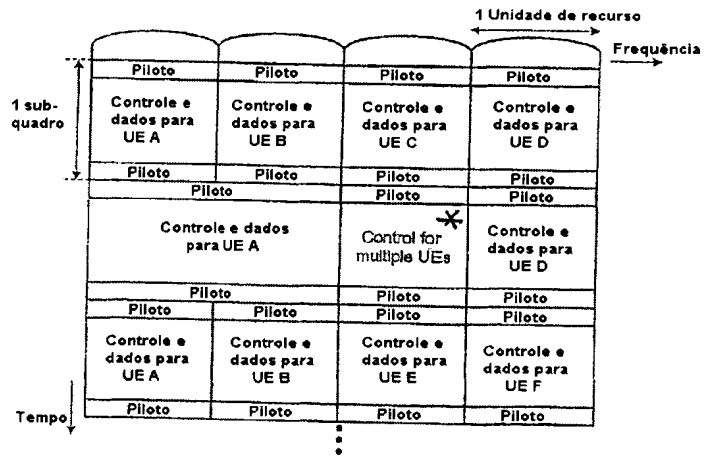 1 Unidade de recurso
Frequência
Piloto Piloto Piloto Piloto
1 sub-
quadro
Controle e
dados para
UE A
Controle e
dados para
UE B
Controle e
dados para
UE C
Controle e
dados para
UE D
Piloto Piloto Piloto Piloto
Piloto Piloto Piloto
Controle e dados
para UE A
Control for
multiple UEs
Controle e
dados para
UE D
Piloto Piloto Piloto
Piloto Piloto Piloto Piloto
Controle e
dados para
UE A
Controle e
dados para
UE B
Controle e
dados para
UE E
Controle e
dados para
UE F
Tempo
Piloto Piloto Piloto Piloto